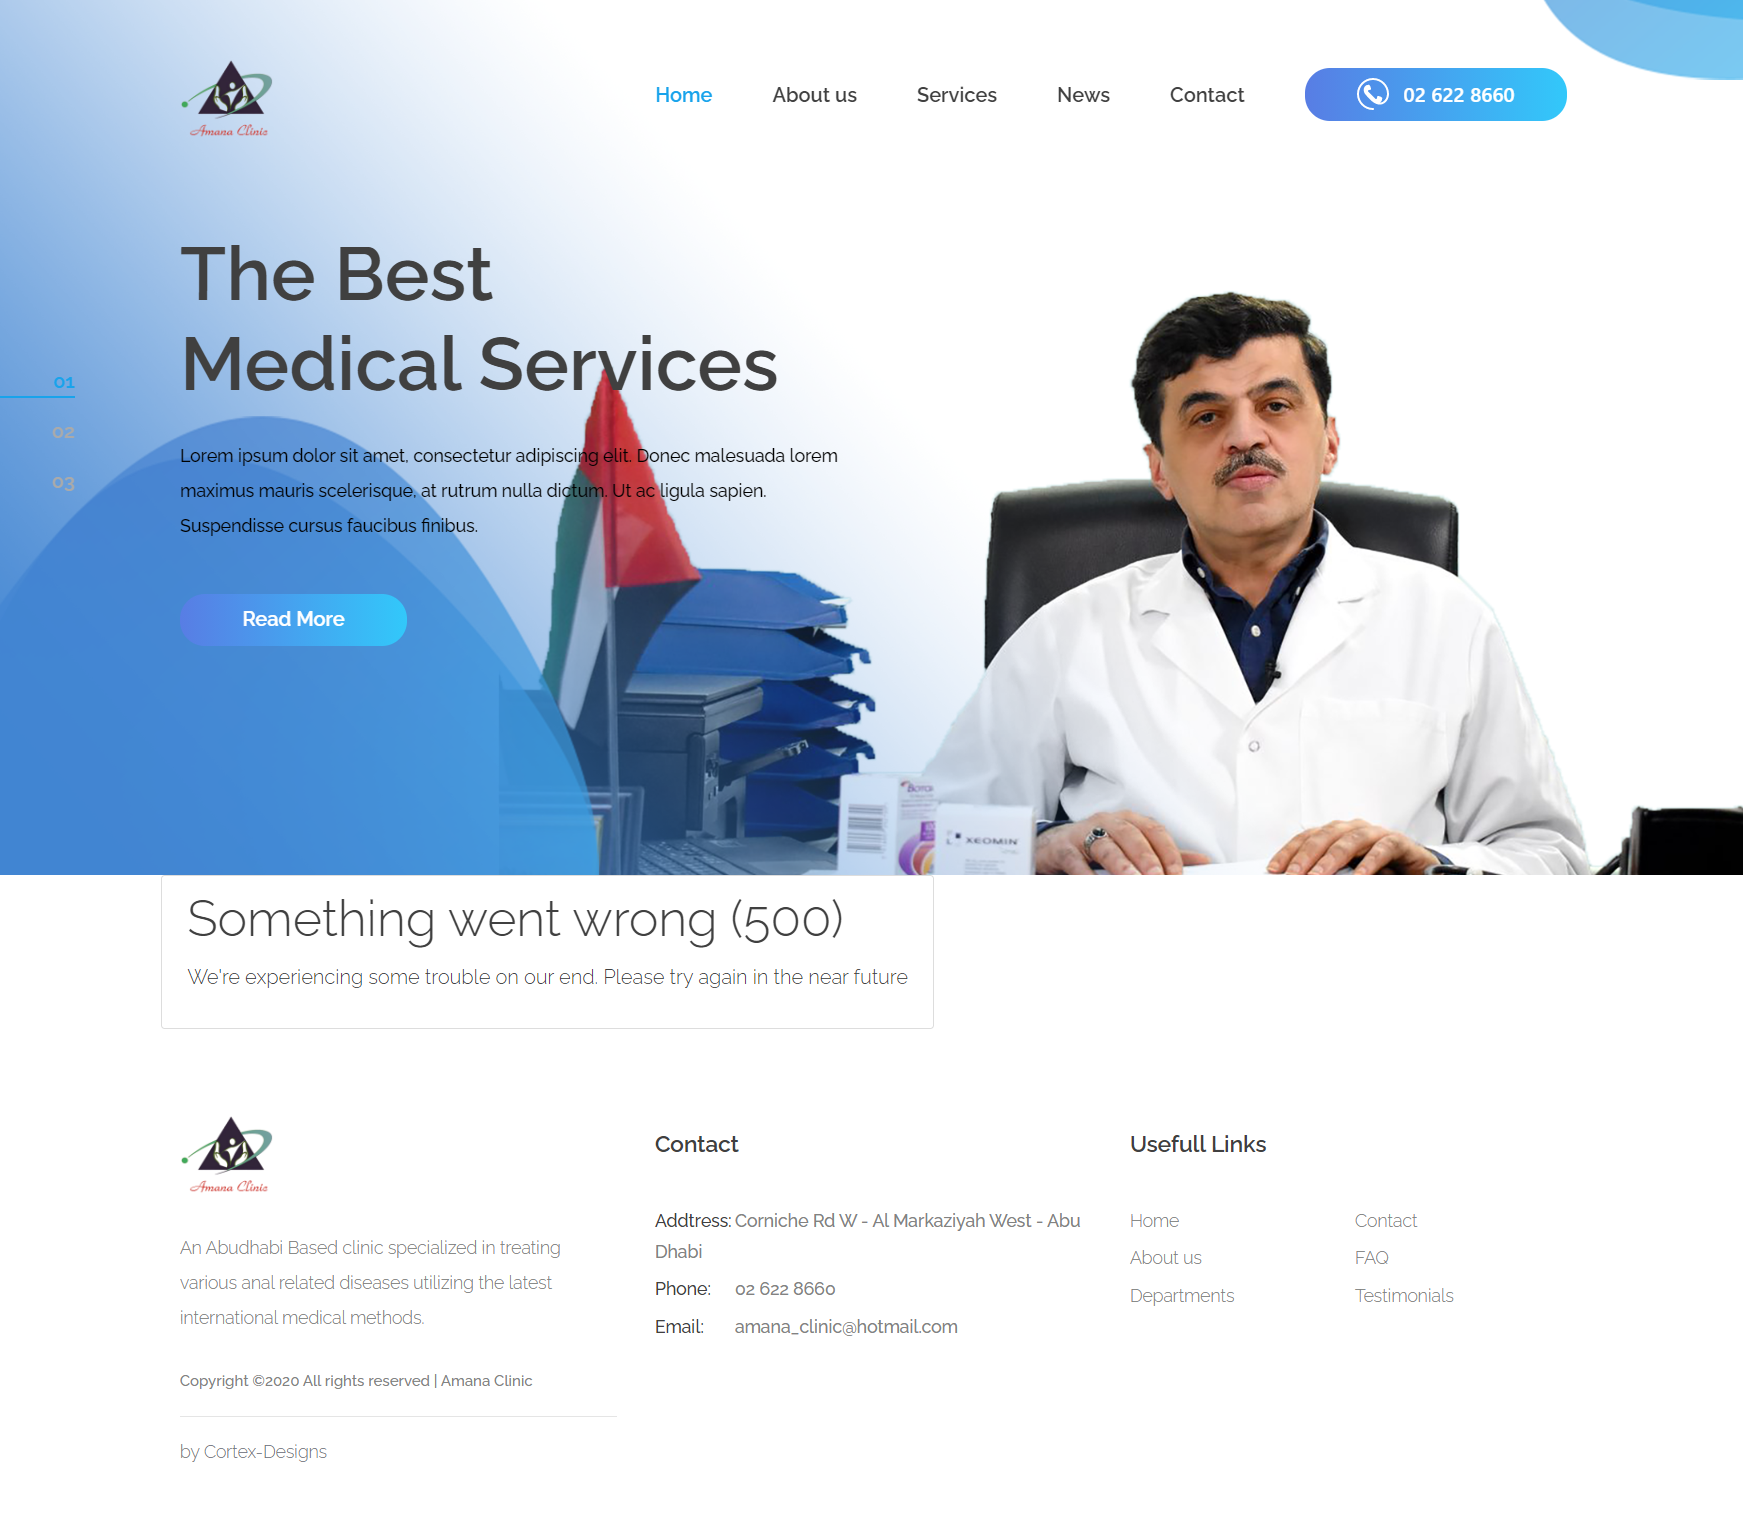 Amana Clinic
Home
About us
Services
News
Contact
02 622 8660
The Best
Medical Services
01
02
03
Lorem ipsum dolor sit amet, consectetur adipiscing elit. Donec malesuada lorem
maximus mauris scelerisque, at rutrum nulla dictum. Ut ac ligula sapien.
Suspendisse cursus faucibus finibus.
Read More
XEOMIN
Something went wrong (500)
We're experiencing some trouble on our end. Please try again in the near future
Amana Clinic
An Abudhabi Based clinic specialized in treating
various anal related diseases utilizing the latest
international medical methods.
Copyright ©2020 All rights reserved | Amana Clinic
by Cortex-Designs
Contact
Addtress: Corniche Rd W - Al Markaziyah West - Abu
Dhabi
Phone: 02 622 8660
Email: amana_clinic@hotmail.com
Usefull Links
Home
About us
Departments
Contact
FAQ
Testimonials